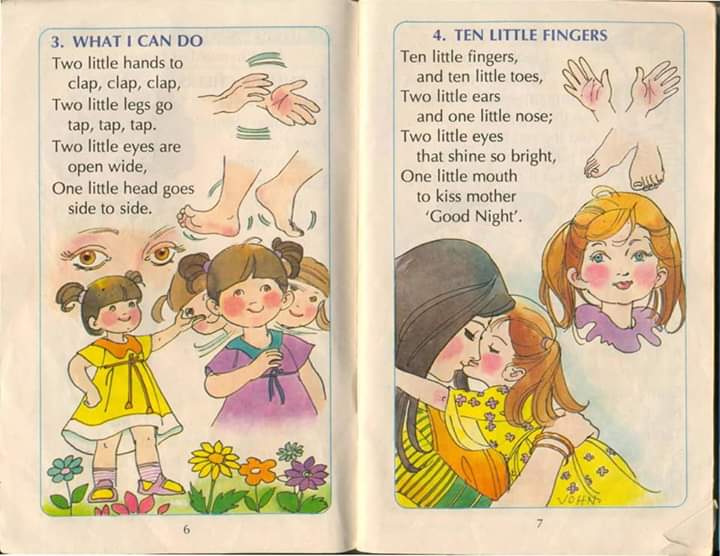 3. WHAT I CAN DO
Two little hands to
clap, clap, clap,
Two little legs go
tap, tap, tap.
Two little eyes are
open wide,
One little head goes
side to side.
6
4. TEN LITTLE FINGERS
Ten little fingers,
and ten little toes,
Two little ears
and one little nose;
Two little eyes
that shine so bright,
One little mouth
to kiss mother
'Good Night'.
7